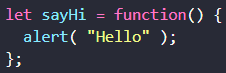 let sayHi = function() {
  alert( "Hello" );
};